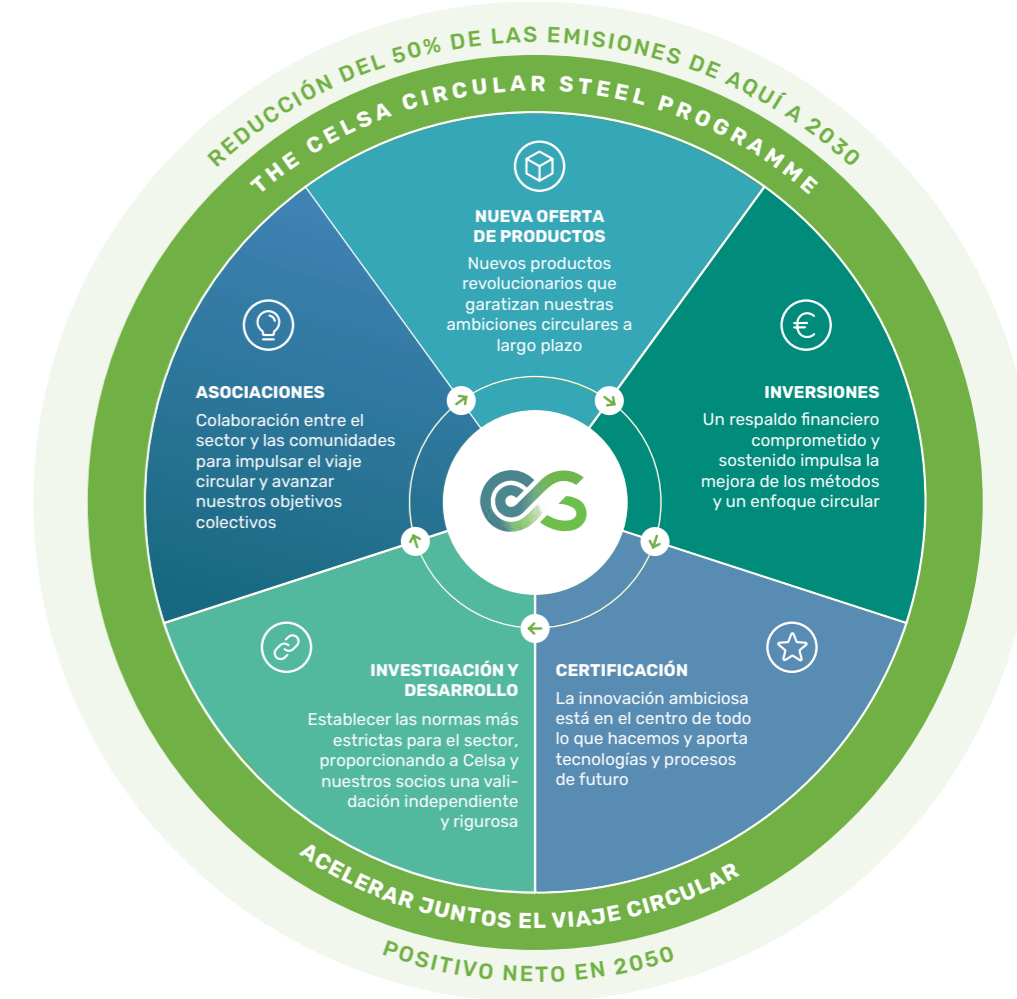 REDUCCIÓN DEL 50% DE LAS EMISIONES DE AQUÍ A 2030
THE CELSA CIRCULAR STEEL PROGRAMME
NUEVA OFERTA
DE PRODUCTOS
Nuevos productos
revolucionarios que
garatizan nuestras
ambiciones circulares a
largo plazo
ASOCIACIONES
Colaboración entre el
sector y las comunidades
para impulsar el viaje
circular y avanzar
nuestros objetivos
colectivos
INVERSIONES
Un respaldo financiero
comprometido y
sostenido impulsa la
mejora de los métodos
y un enfoque circular
INVESTIGACIÓN Y
DESARROLLO
Establecer las normas más
estrictas para el sector,
proporcionando a Celsa y
nuestros socios una vali-
dación independiente
y rigurosa
CERTIFICACIÓN
La innovación ambiciosa
está en el centro de todo
lo que hacemos y aporta
tecnologías y procesos
de futuro
ACELERAR JUNTOS EL VIAJE CIRCULAR
POSITIVO NETO EN 2050